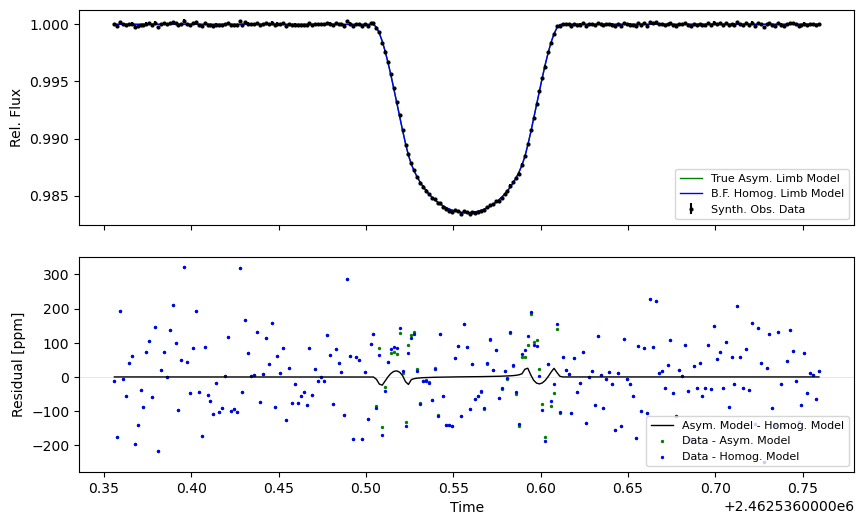 1.000
0.995
0.990
0.985
Rel. Flux
True Asym. Limb Model
B.F. Homog. Limb Model
Synth. Obs. Data
300
200
100
0
−100
−200
Residual [ppm]
Asym. Model - Homog. Model
Data - Asym. Model
Data - Homog. Model
0.35
0.40
0.45
0.50
0.55
0.60
0.65
0.70
0.75
Time
+2.4625360000e6